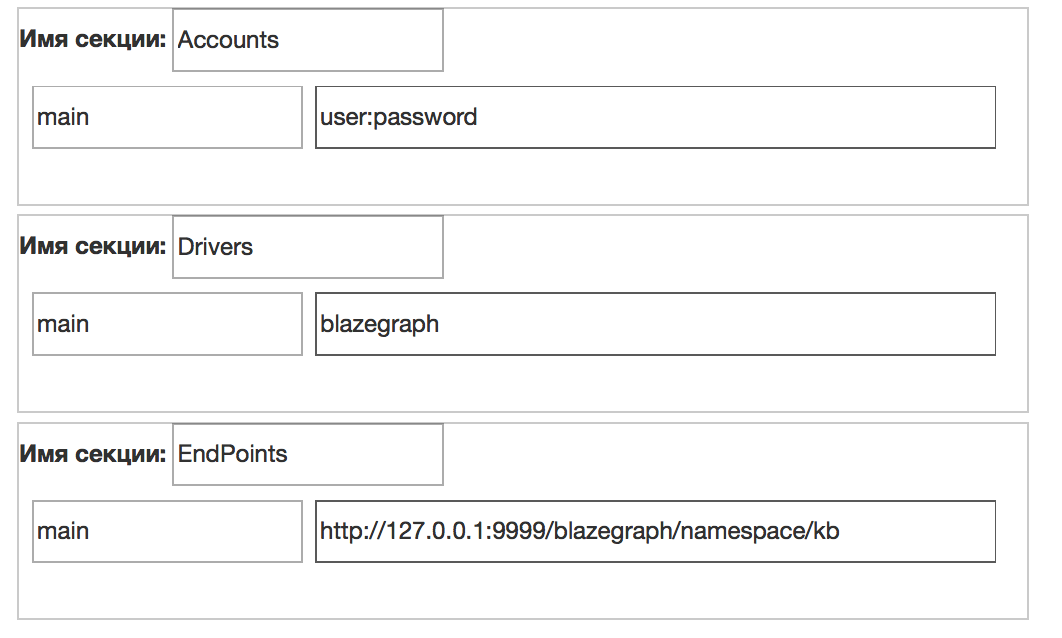 Имя секции: Accounts
main user:password
Имя секции: Drivers
main blazegraph
Имя секции: EndPoints
main http://127.0.0.1:9999/blazegraph/namespace/kb